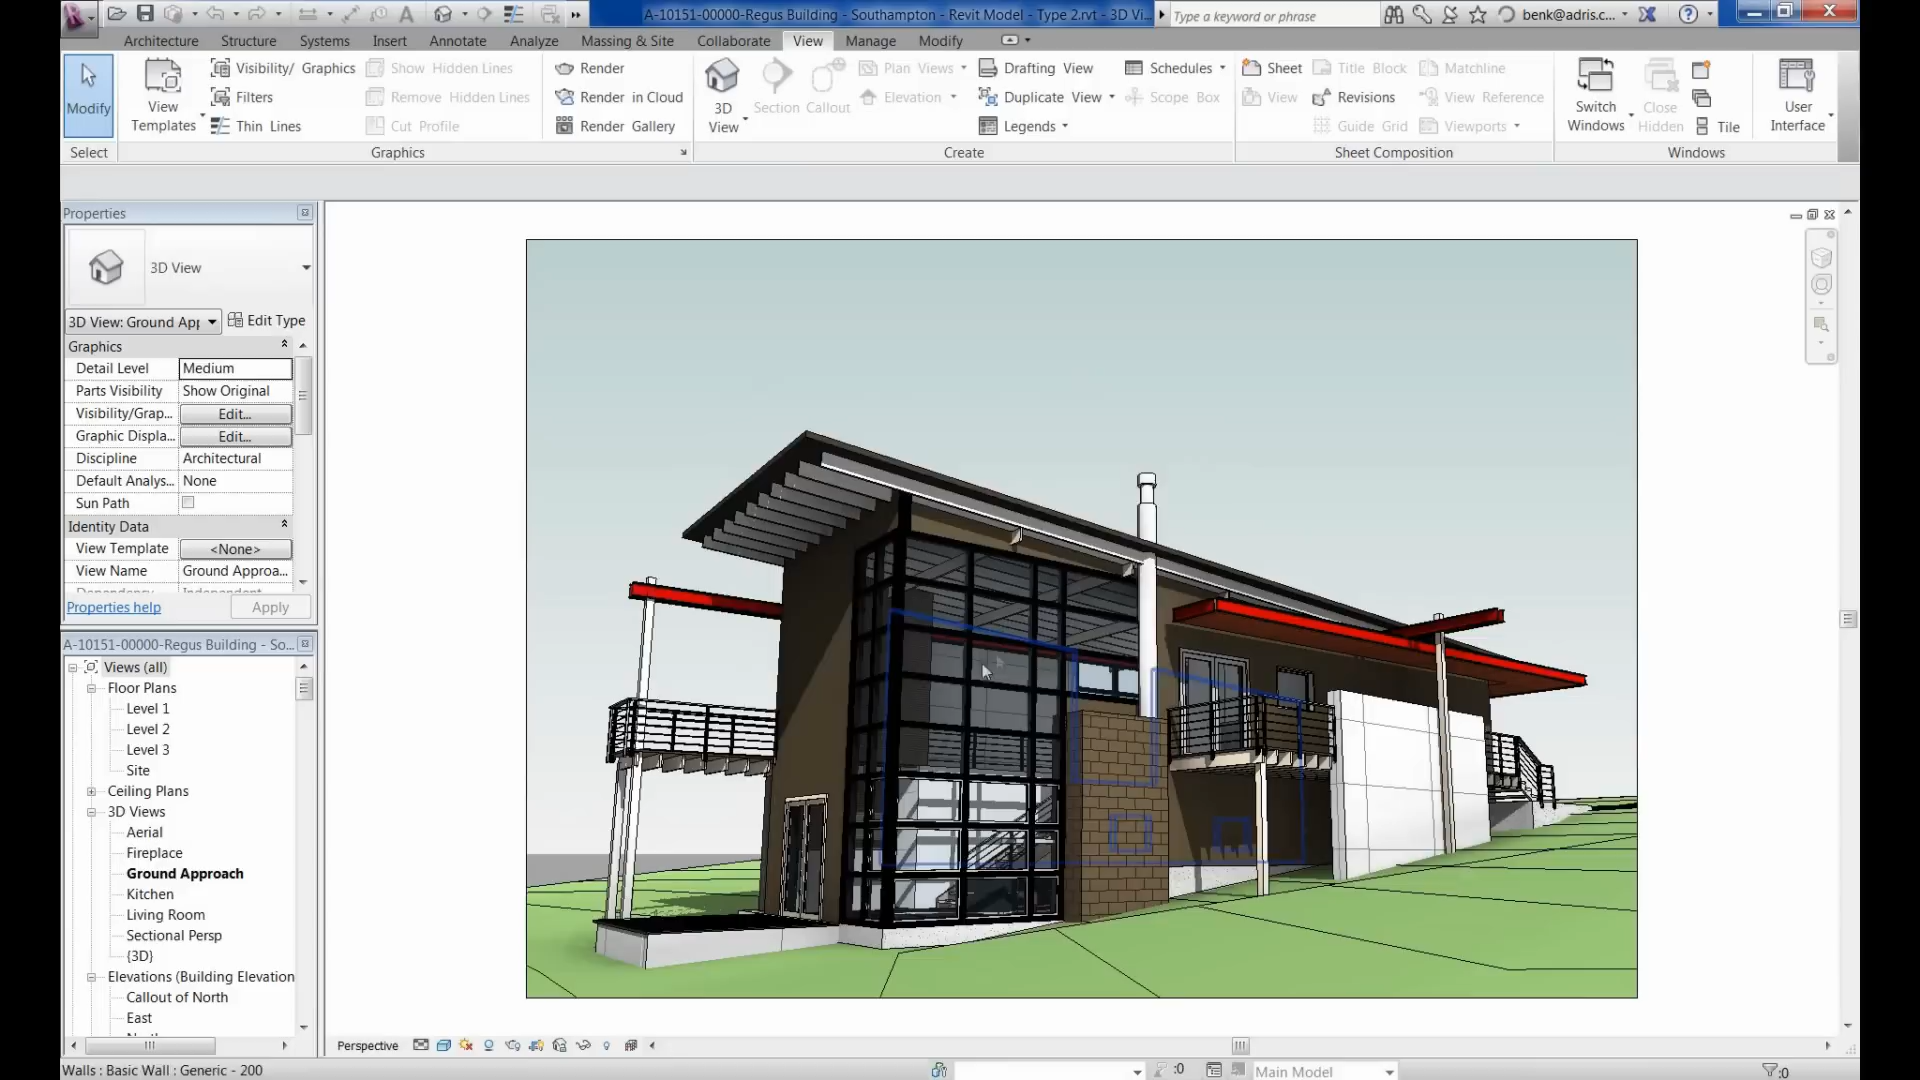 A-10151-00000-Regus Building - Southampton - Revit Model - Type 2.rvt - 3D Vi...
Type a keyword or phrase
benk@adris.c...
Architecture Structure Systems Insert Annotate Analyze Massing & Site Collaborate View Manage Modify
Modify
View Templates
Visibility/ Graphics
Filters
Thin Lines
Show Hidden Lines
Remove Hidden Lines
Cut Profile
Render
Render in Cloud
Render Gallery
3D View
Section
Callout
Plan Views
Elevation
Drafting View
Duplicate View
Legends
Schedules
Scope Box
Sheet
View
Title Block
Revisions
Guide Grid
Matchline
View Reference
Viewports
Switch Windows
Close Hidden
Tile
User Interface
Select Graphics Create Sheet Composition Windows
Properties
3D View
3D View: Ground App
Edit Type
Graphics
Detail Level Medium
Parts Visibility Show Original
Visibility/Grap... Edit...
Graphic Displa... Edit...
Discipline Architectural
Default Analys... None
Sun Path
Identity Data
View Template <None>
View Name Ground Approa...
Properties help
Apply
A-10151-00000-Regus Building - So...
Views (all)
Floor Plans
Level 1
Level 2
Level 3
Site
Ceiling Plans
3D Views
Aerial
Fireplace
Ground Approach
Kitchen
Living Room
Sectional Persp
{3D}
Elevations (Building Elevation
Callout of North
East
Perspective
Walls : Basic Wall : Generic - 200
:0
Main Model
:0